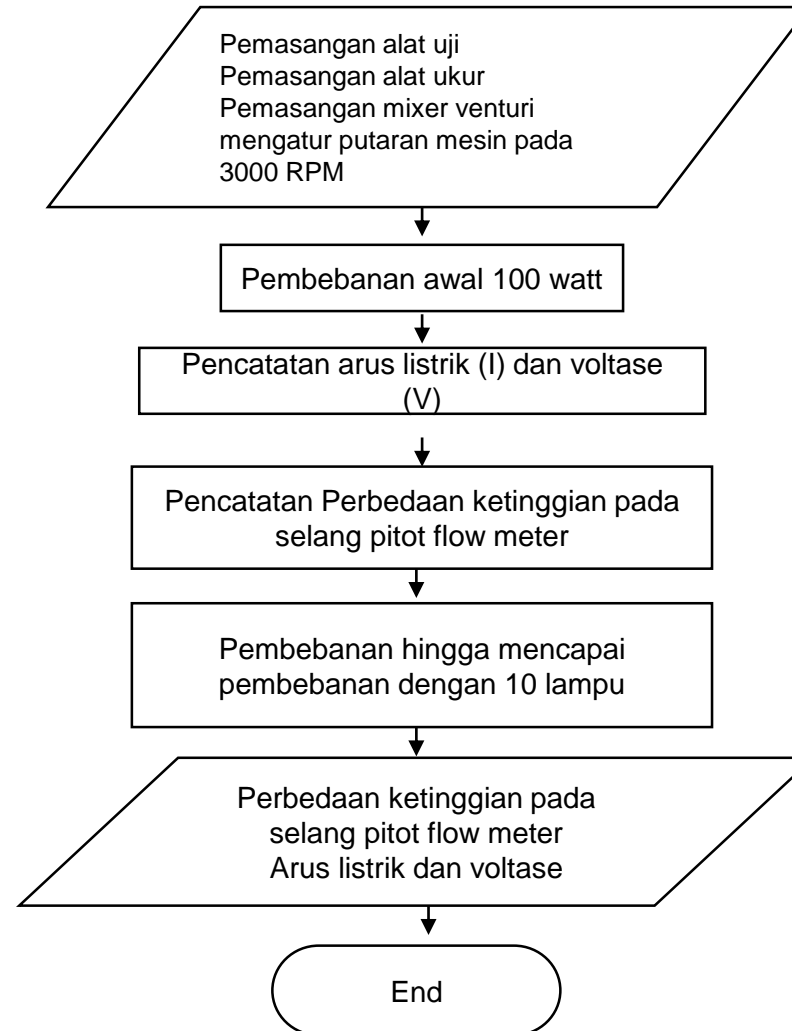 Pemasangan alat uji
Pemasangan alat ukur
Pemasangan mixer venturi
mengatur putaran mesin pada
3000 RPM
Pembebanan awal 100 watt
Pencatatan arus listrik (I) dan voltase
(V)
Pencatatan Perbedaan ketinggian pada
selang pitot flow meter
Pembebanan hingga mencapai
pembebanan dengan 10 lampu
Perbedaan ketinggian pada
selang pitot flow meter
Arus listrik dan voltase
End